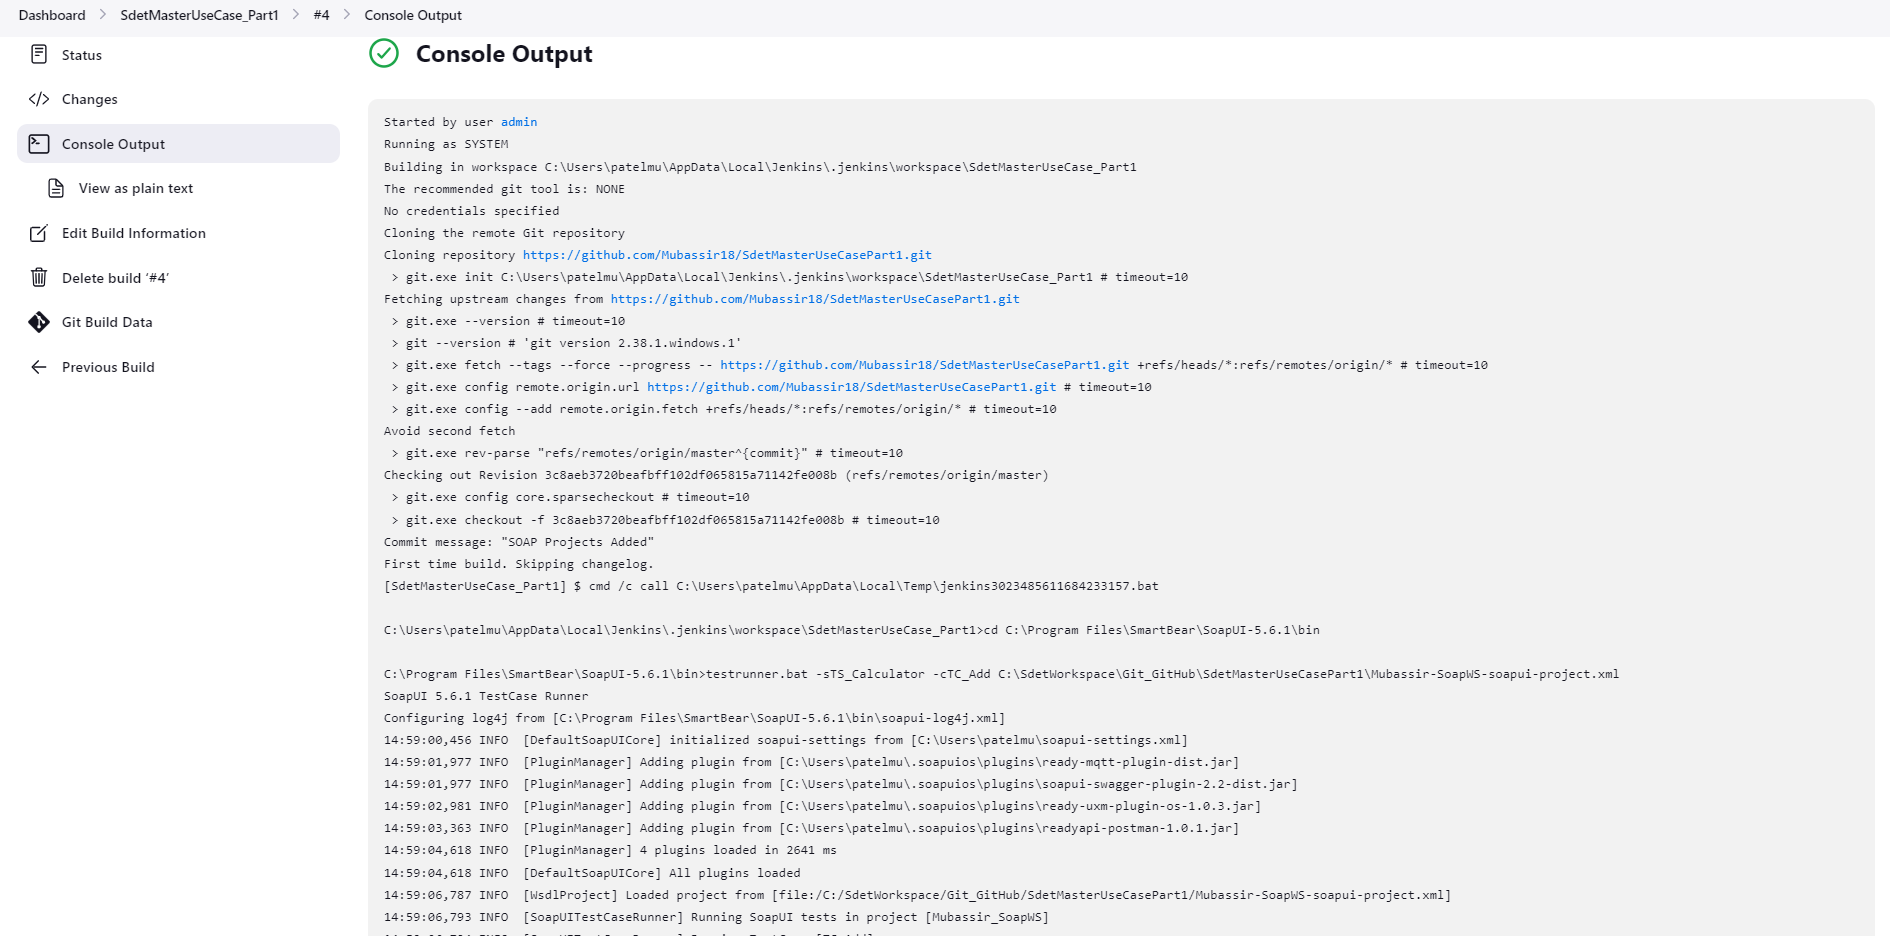 Dashboard > SdetMasterUseCase_Part1 > #4 > Console Output
Status
Changes
Console Output
View as plain text
Edit Build Information
Delete build ‘#4’
Git Build Data
Previous Build
Console Output
Started by user admin
Running as SYSTEM
Building in workspace C:\Users\patelmu\AppData\Local\Jenkins\.jenkins\workspace\SdetMasterUseCase_Part1
The recommended git tool is: NONE
No credentials specified
Cloning the remote Git repository
Cloning repository https://github.com/Mubassir18/SdetMasterUseCasePart1.git
 > git.exe init C:\Users\patelmu\AppData\Local\Jenkins\.jenkins\workspace\SdetMasterUseCase_Part1 # timeout=10
Fetching upstream changes from https://github.com/Mubassir18/SdetMasterUseCasePart1.git
 > git.exe --version # timeout=10
 > git --version # 'git version 2.38.1.windows.1'
 > git.exe fetch --tags --force --progress -- https://github.com/Mubassir18/SdetMasterUseCasePart1.git +refs/heads/*:refs/remotes/origin/* # timeout=10
 > git.exe config remote.origin.url https://github.com/Mubassir18/SdetMasterUseCasePart1.git # timeout=10
 > git.exe config --add remote.origin.fetch +refs/heads/*:refs/remotes/origin/* # timeout=10
Avoid second fetch
 > git.exe rev-parse "refs/remotes/origin/master^{commit}" # timeout=10
Checking out Revision 3c8aeb3720beafbff102df065815a71142fe008b (refs/remotes/origin/master)
 > git.exe config core.sparsecheckout # timeout=10
 > git.exe checkout -f 3c8aeb3720beafbff102df065815a71142fe008b # timeout=10
Commit message: "SOAP Projects Added"
First time build. Skipping changelog.
[SdetMasterUseCase_Part1] $ cmd /c call C:\Users\patelmu\AppData\Local\Temp\jenkins3023485611684233157.bat
C:\Users\patelmu\AppData\Local\Jenkins\.jenkins\workspace\SdetMasterUseCase_Part1>cd C:\Program Files\SmartBear\SoapUI-5.6.1\bin
C:\Program Files\SmartBear\SoapUI-5.6.1\bin>testrunner.bat -sTS_Calculator -cTC_Add C:\SdetWorkspace\Git_GitHub\SdetMasterUseCasePart1\Mubassir-SoapWS-soapui-project.xml
SoapUI 5.6.1 TestCase Runner
Configuring log4j from [C:\Program Files\SmartBear\SoapUI-5.6.1\bin\soapui-log4j.xml]
14:59:00,456 INFO  [DefaultSoapUICore] initialized soapui-settings from [C:\Users\patelmu\soapui-settings.xml]
14:59:01,977 INFO  [PluginManager] Adding plugin from [C:\Users\patelmu\.soapuios\plugins\ready-mqtt-plugin-dist.jar]
14:59:01,977 INFO  [PluginManager] Adding plugin from [C:\Users\patelmu\.soapuios\plugins\soapui-swagger-plugin-2.2-dist.jar]
14:59:02,981 INFO  [PluginManager] Adding plugin from [C:\Users\patelmu\.soapuios\plugins\ready-uxm-plugin-os-1.0.3.jar]
14:59:03,363 INFO  [PluginManager] Adding plugin from [C:\Users\patelmu\.soapuios\plugins\readyapi-postman-1.0.1.jar]
14:59:04,618 INFO  [PluginManager] 4 plugins loaded in 2641 ms
14:59:04,618 INFO  [DefaultSoapUICore] All plugins loaded
14:59:06,787 INFO  [WsdlProject] Loaded project from [file:/C:/SdetWorkspace/Git_GitHub/SdetMasterUseCasePart1/Mubassir-SoapWS-soapui-project.xml]
14:59:06,793 INFO  [SoapUITestCaseRunner] Running SoapUI tests in project [Mubassir_SoapWS]